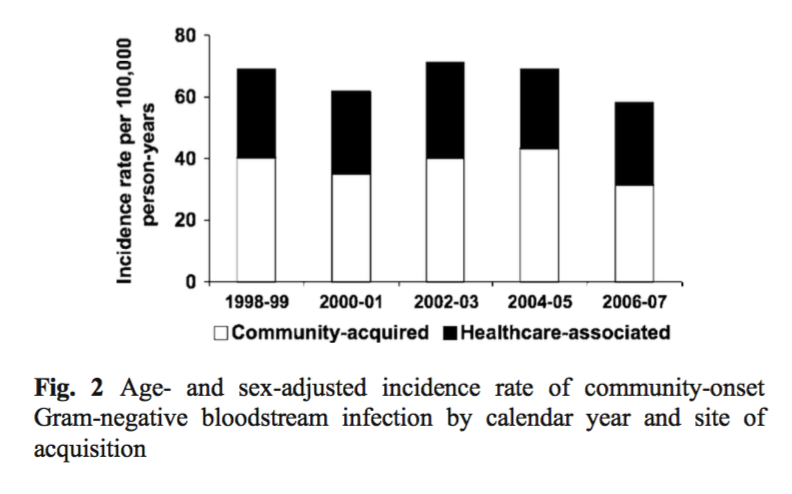 Incidence rate per 100,000
person-years
80
60
40
20
0
1998-99 2000-01 2002-03 2004-05 2006-07
Community-acquired Healthcare-associated
Fig. 2 Age- and sex-adjusted incidence rate of community-onset
Gram-negative bloodstream infection by calendar year and site of
acquisition